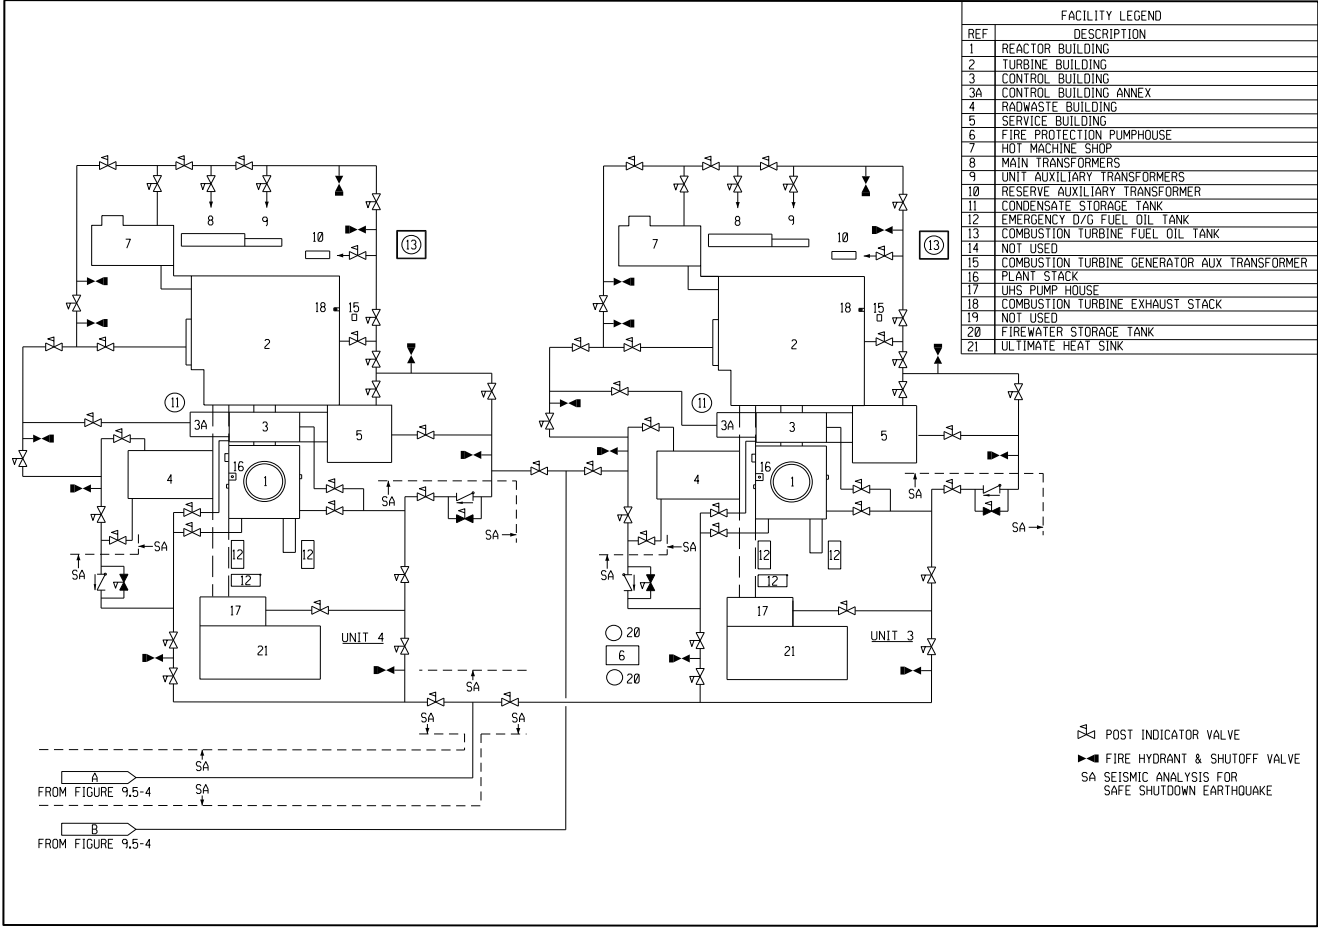 FACILITY LEGEND
REF DESCRIPTION
1 REACTOR BUILDING
2 TURBINE BUILDING
3 CONTROL BUILDING
3A CONTROL BUILDING ANNEX
4 RADWASTE BUILDING
5 SERVICE BUILDING
6 FIRE PROTECTION PUMPHOUSE
7 HOT MACHINE SHOP
8 MAIN TRANSFORMERS
9 UNIT AUXILIARY TRANSFORMERS
10 RESERVE AUXILIARY TRANSFORMER
11 CONDENSATE STORAGE TANK
12 EMERGENCY D/G FUEL OIL TANK
13 COMBUSTION TURBINE FUEL OIL TANK
14 NOT USED
15 COMBUSTION TURBINE GENERATOR AUX TRANSFORMER
16 PLANT STACK
17 UHS PUMP HOUSE
18 COMBUSTION TURBINE EXHAUST STACK
19 NOT USED
20 FIREWATER STORAGE TANK
21 ULTIMATE HEAT SINK
8 9 8 9
7 10 13 7 10 13
18 15 18 15
2 2
11 11
3A 3 5 3A 3 5
16 1 16 1
4 4
SA SA
SA SA
SA SA
12 12 12 12
SA SA
12 12
17 17
UNIT 4 20 UNIT 3
21 6 21
20
SA
SA SA
SA
A
FROM FIGURE 9.5-4
SA
B
FROM FIGURE 9.5-4
POST INDICATOR VALVE
FIRE HYDRANT & SHUTOFF VALVE
SA SEISMIC ANALYSIS FOR
SAFE SHUTDOWN EARTHQUAKE